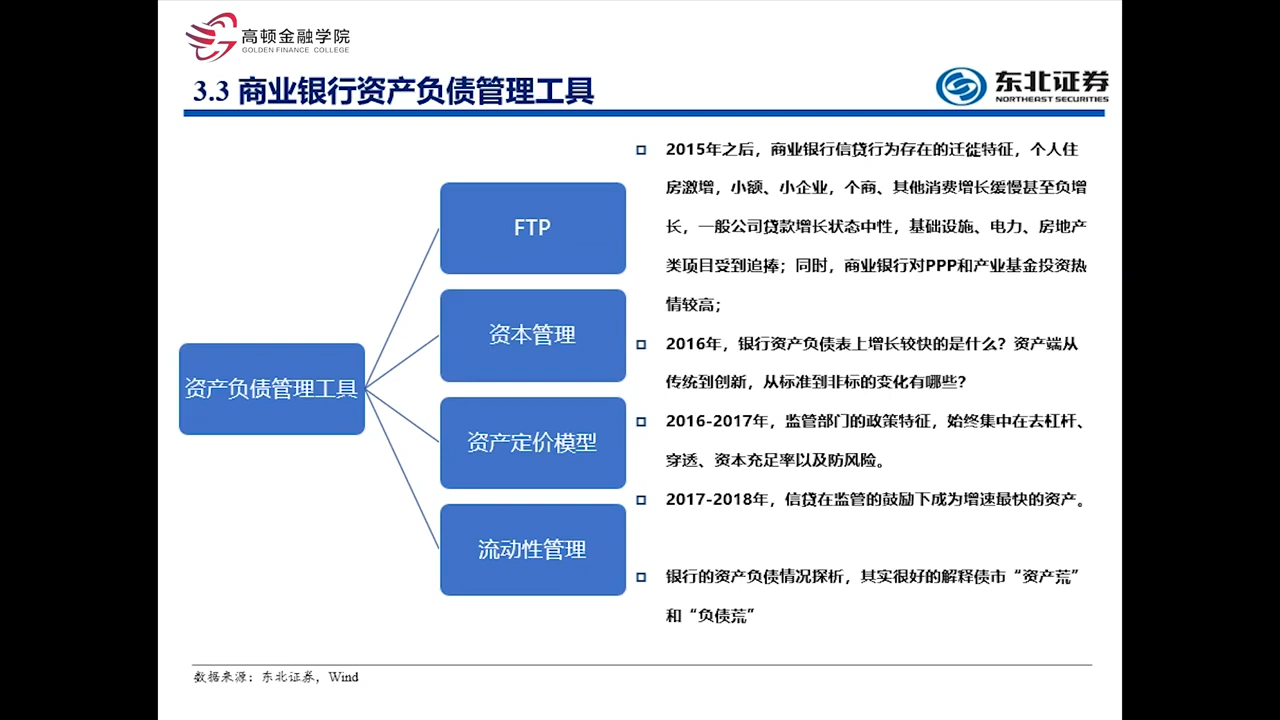 高顿金融学院
GOLDEN FINANCE COLLEGE
3.3 商业银行资产负债管理工具
东北证券
NORTHEAST SECURITIES
资产负债管理工具
FTP
资本管理
资产定价模型
流动性管理
2015年之后，商业银行信贷行为存在的迁徙特征，个人住
房激增，小额、小企业，个商、其他消费增长缓慢甚至负增
长，一般公司贷款增长状态中性，基础设施、电力、房地产
类项目受到追捧；同时，商业银行对PPP和产业基金投资热
情较高；
2016年，银行资产负债表上增长较快的是什么？资产端从
传统到创新，从标准到非标的变化有哪些？
2016-2017年，监管部门的政策特征，始终集中在去杠杆、
穿透、资本充足率以及防风险。
2017-2018年，信贷在监管的鼓励下成为增速最快的资产。
银行的资产负债情况探析，其实很好的解释债市“资产荒”
和“负债荒”
数据来源：东北证券，Wind